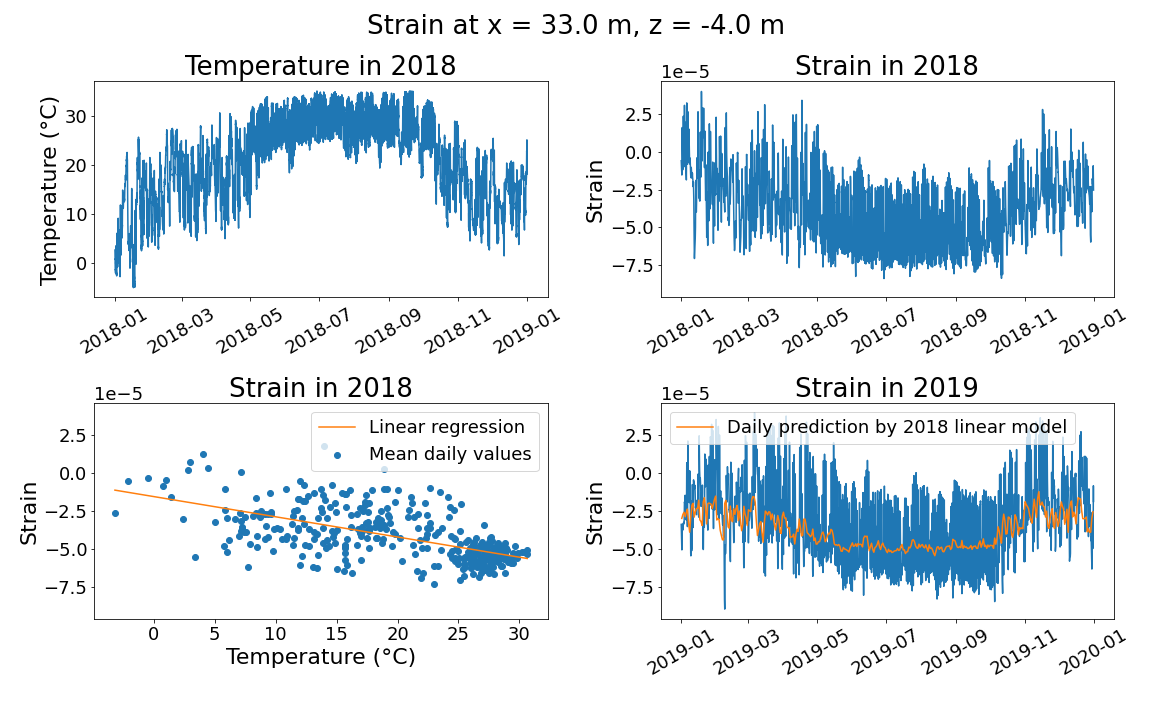 Strain at x = 33.0 m, z = -4.0 m
Temperature in 2018
Temperature (°C)
30
20
10
0
2018-01
2018-03
2018-05
2018-07
2018-09
2018-11
2019-01
Strain in 2018
1e−5
Strain
2.5
0.0
−2.5
−5.0
−7.5
2018-01
2018-03
2018-05
2018-07
2018-09
2018-11
2019-01
Strain in 2018
1e−5
Linear regression
Mean daily values
Strain
2.5
0.0
−2.5
−5.0
−7.5
0
5
10
15
20
25
30
Temperature (°C)
Strain in 2019
1e−5
Daily prediction by 2018 linear model
Strain
2.5
0.0
−2.5
−5.0
−7.5
2019-01
2019-03
2019-05
2019-07
2019-09
2019-11
2020-01